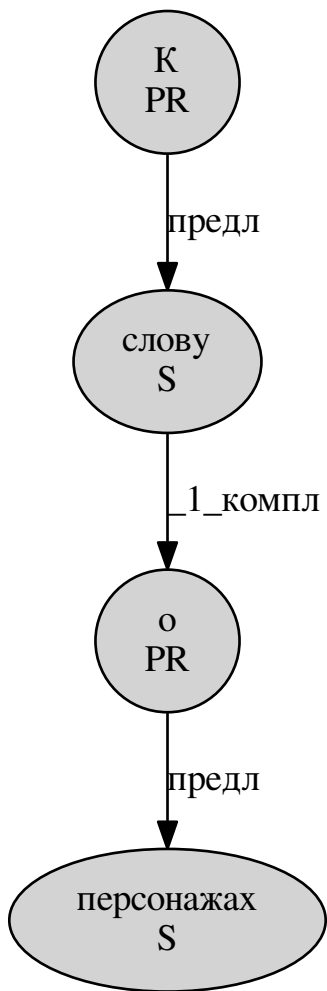 К
PR
предл
слову
S
_1_компл
о
PR
предл
персонажах
S